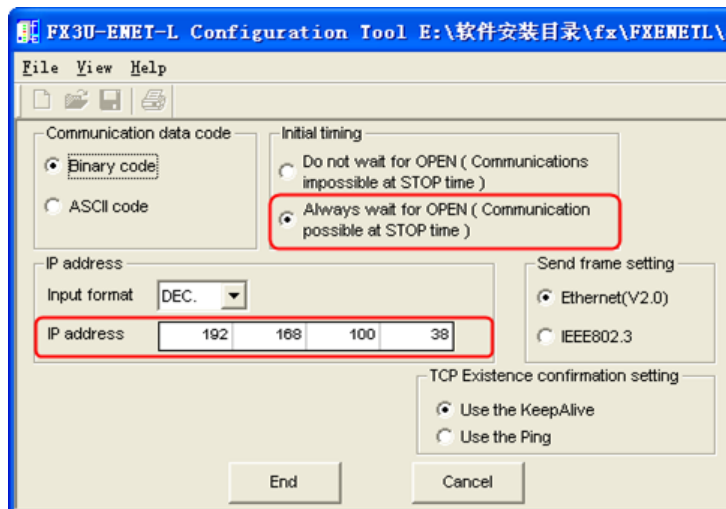 FX3U-ENET-L Configuration Tool E:\软件安装目录\fx\FXENETL\
File View Help
Communication data code
Binary code
ASCII code
Initial timing
Do not wait for OPEN ( Communications
impossible at STOP time )
Always wait for OPEN ( Communication
possible at STOP time )
IP address
Input format DEC.
IP address 192 168 100 38
Send frame setting
Ethernet(V2.0)
IEEE802.3
TCP Existence confirmation setting
Use the KeepAlive
Use the Ping
End Cancel